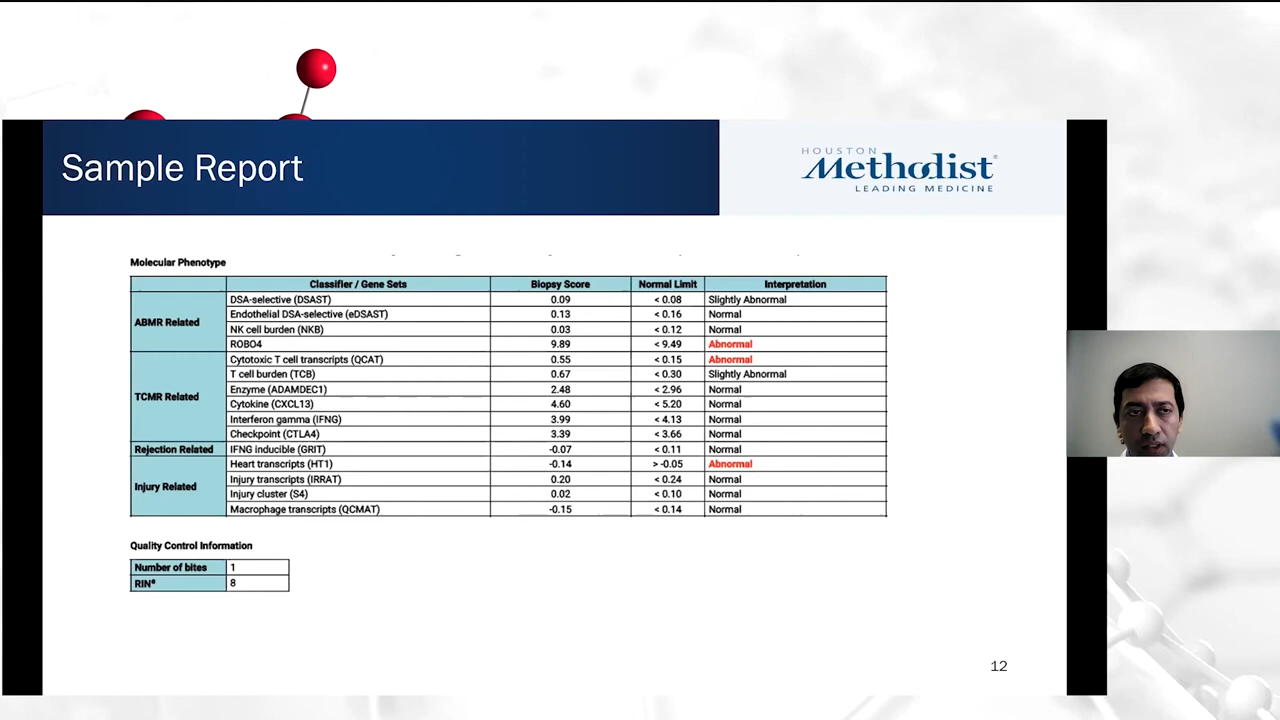 Sample Report
HOUSTON
Methodist®
LEADING MEDICINE
Molecular Phenotype
Classifier / Gene Sets Biopsy Score Normal Limit Interpretation
ABMR Related
DSA-selective (DSAST) 0.09 < 0.08 Slightly Abnormal
Endothelial DSA-selective (eDSAST) 0.13 < 0.16 Normal
NK cell burden (NKB) 0.03 < 0.12 Normal
ROBO4 9.89 < 9.49 Abnormal
TCMR Related
Cytotoxic T cell transcripts (QCAT) 0.55 < 0.15 Abnormal
T cell burden (TCB) 0.67 < 0.30 Slightly Abnormal
Enzyme (ADAMDEC1) 2.48 < 2.96 Normal
Cytokine (CXCL13) 4.60 < 5.20 Normal
Interferon gamma (IFNG) 3.99 < 4.13 Normal
Checkpoint (CTLA4) 3.39 < 3.66 Normal
Rejection Related IFNG inducible (GRIT) -0.07 < 0.11 Normal
Injury Related
Heart transcripts (HT1) -0.14 > -0.05 Abnormal
Injury transcripts (IRRAT) 0.20 < 0.24 Normal
Injury cluster (S4) 0.02 < 0.10 Normal
Macrophage transcripts (QCMAT) -0.15 < 0.14 Normal
Quality Control Information
Number of bites 1
RINᵉ 8
12